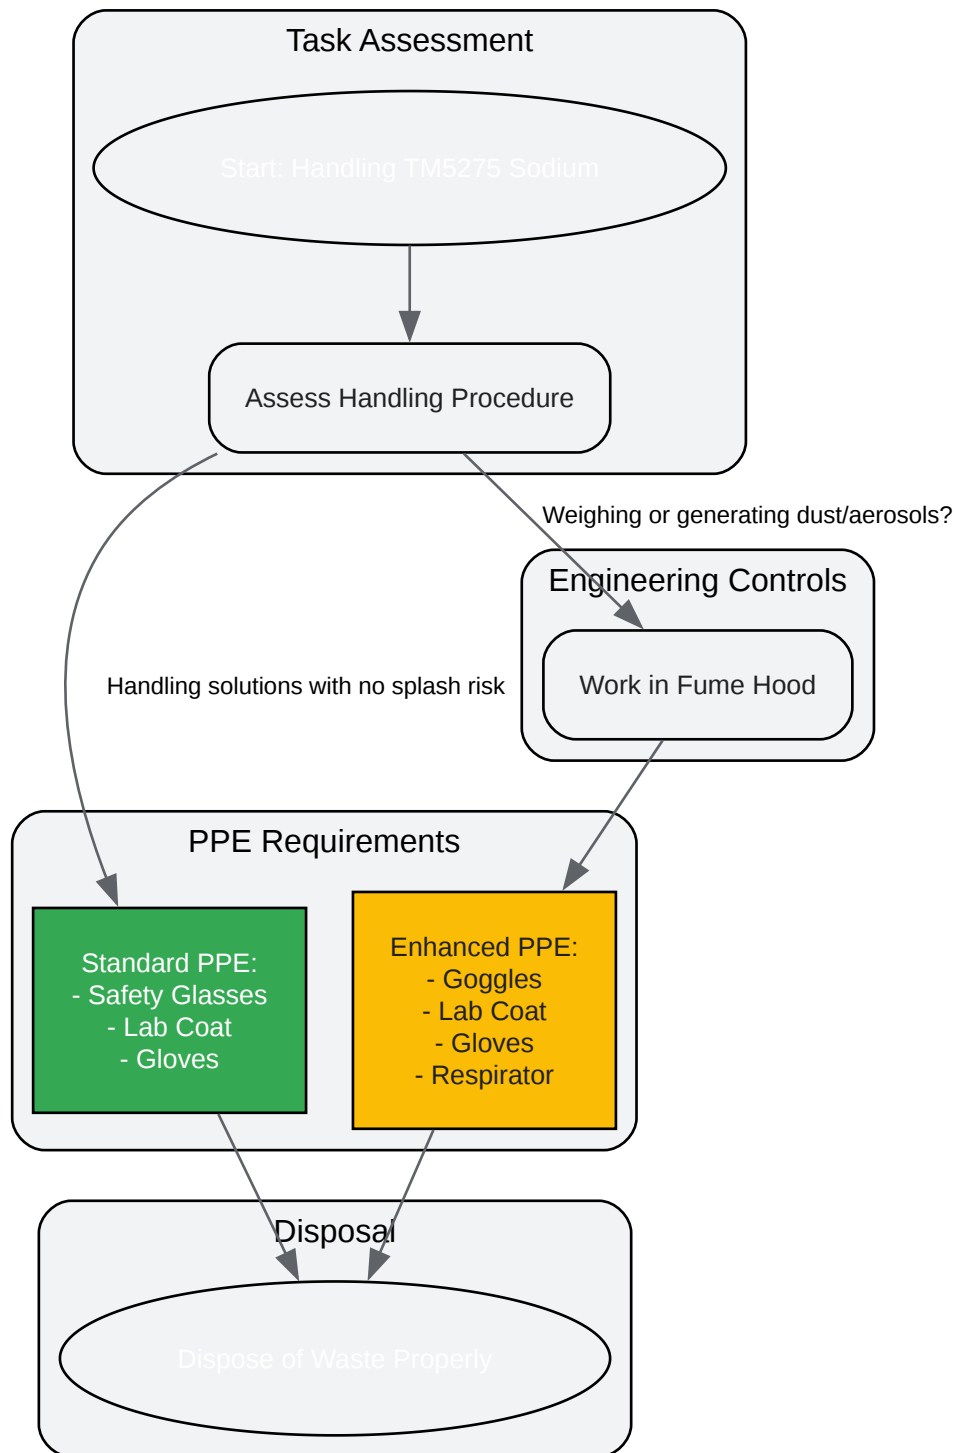 Task Assessment
Start: Handling TM5275 Sodium
Assess Handling Procedure
Weighing or generating dust/aerosols?
Engineering Controls
Work in Fume Hood
Handling solutions with no splash risk
PPE Requirements
Standard PPE:
- Safety Glasses
- Lab Coat
- Gloves
Enhanced PPE:
- Goggles
- Lab Coat
- Gloves
- Respirator
Disposal
Dispose of Waste Properly